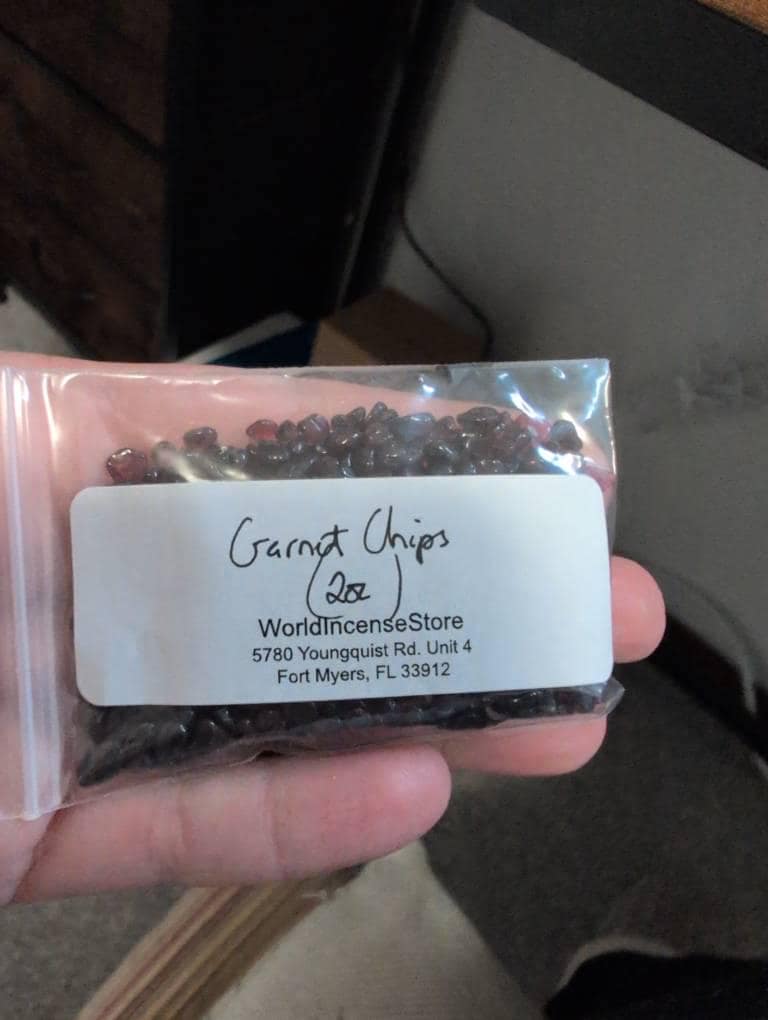 Garnet Chips
(2oz)
WorldIncenseStore
5780 Youngquist Rd. Unit 4
Fort Myers, FL 33912